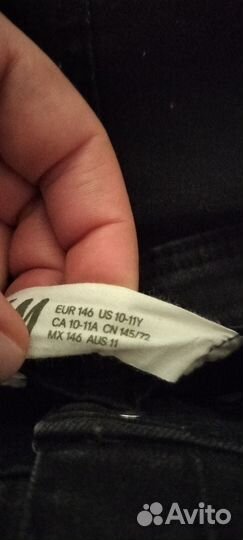 M
EUR 146 US 10-11Y
CA 10-11A CN 145/72
MX 146 AUS 11
Avito